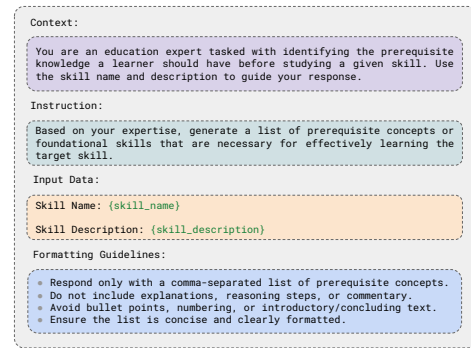 Context:
You are an education expert tasked with identifying the prerequisite
knowledge a learner should have before studying a given skill. Use
the skill name and description to guide your response.
Instruction:
Based on your expertise, generate a list of prerequisite concepts or
foundational skills that are necessary for effectively learning the
target skill.
Input Data:
Skill Name: {skill_name}
Skill Description: {skill_description}
Formatting Guidelines:
● Respond only with a comma-separated list of prerequisite concepts.
● Do not include explanations, reasoning steps, or commentary.
● Avoid bullet points, numbering, or introductory/concluding text.
● Ensure the list is concise and clearly formatted.